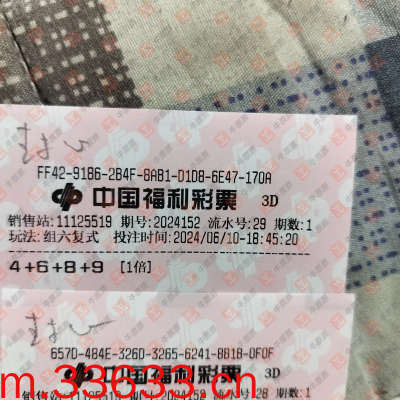 FF42-9186-2B4F-8AB1-D1D8-6E47-170A
中国福利彩票 3D
销售站:11125519 期号:2024152 流水号:29 期数:1
玩法:组六复式 投注时间:2024/06/10-18:45:20
4+6+8+9 [1倍]
657D-484E-326D-3265-6241-8B18-0F0F
中国福利彩票 3D
m.33633.cn